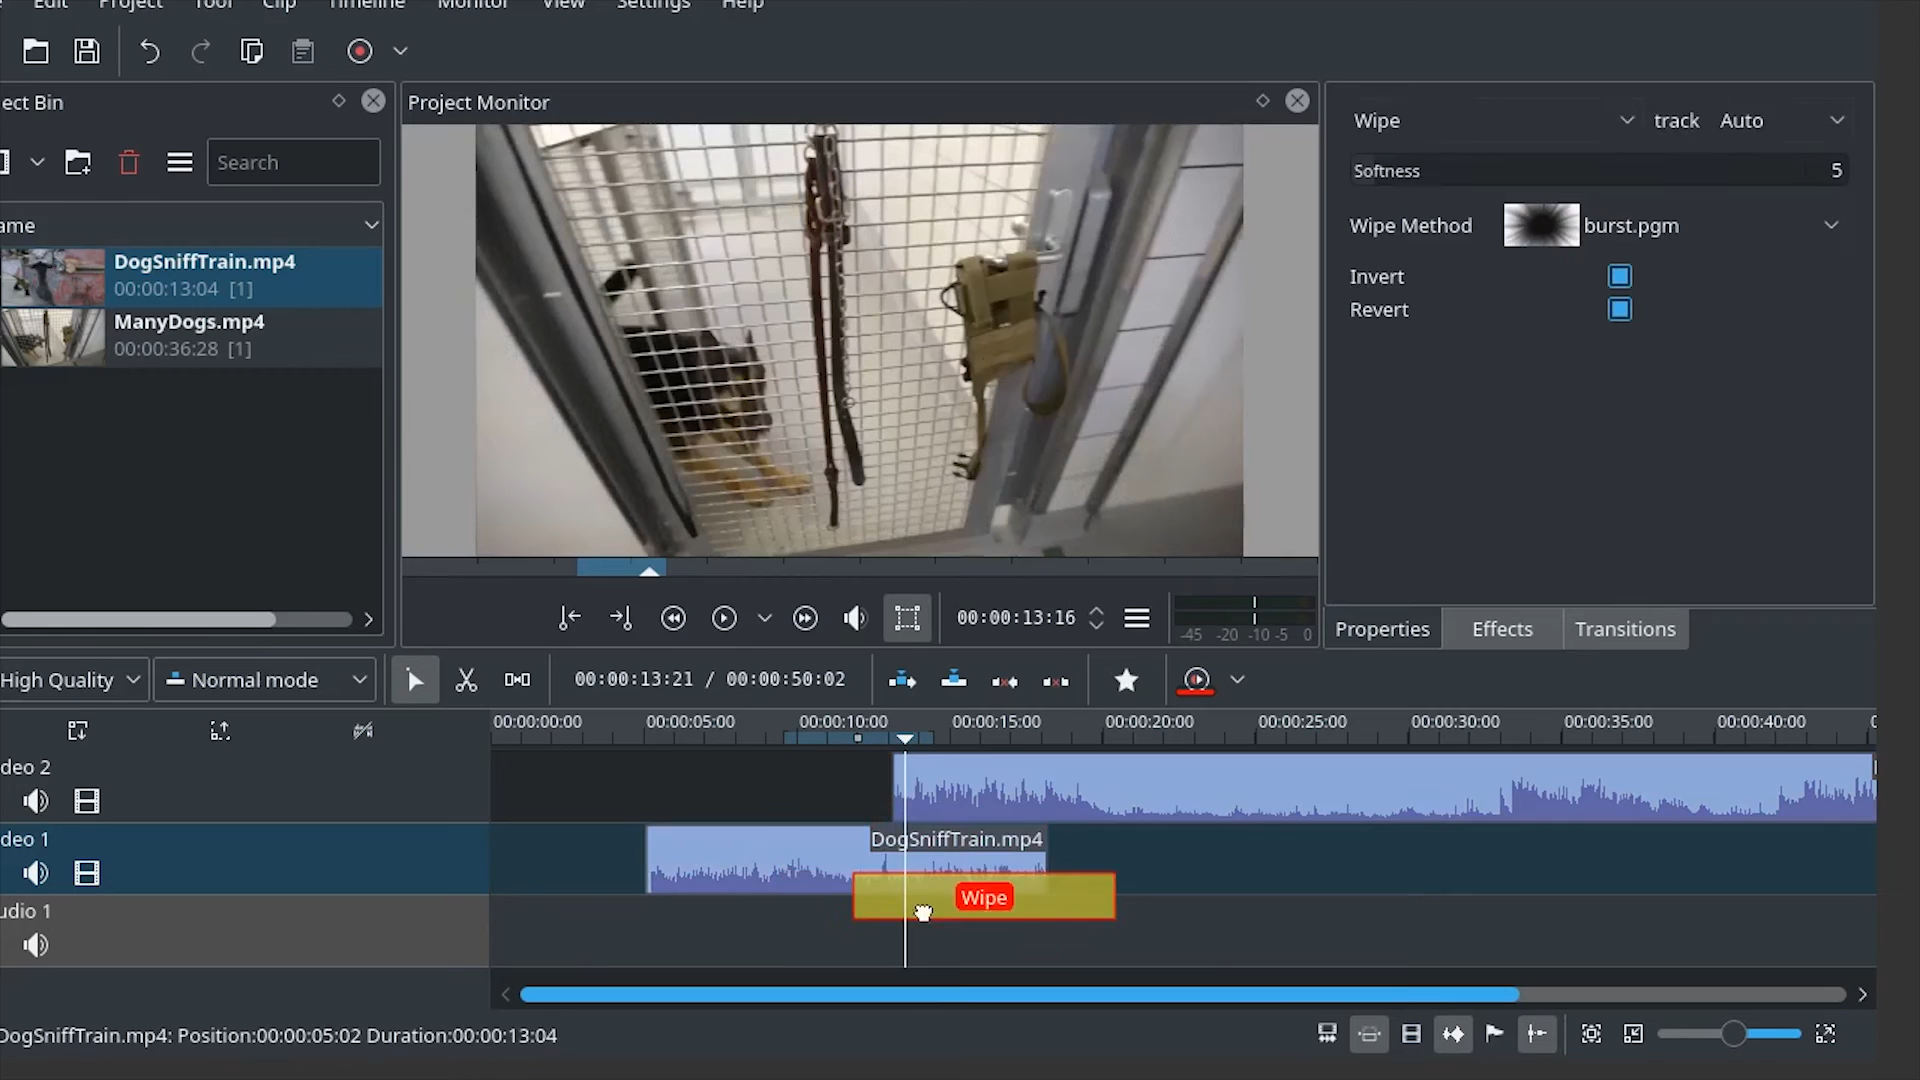 Edit Project Tool Clip Timeline Monitor View Settings Help
ect Bin
Search
ame
DogSniffTrain.mp4
00:00:13:04 [1]
ManyDogs.mp4
00:00:36:28 [1]
Project Monitor
00:00:13:16
-45 -20 -10 -5 0
Wipe track Auto
Softness 5
Wipe Method burst.pgm
Invert
Revert
Properties Effects Transitions
High Quality Normal mode 00:00:13:21 / 00:00:50:02
00:00:00:00 00:00:05:00 00:00:10:00 00:00:15:00 00:00:20:00 00:00:25:00 00:00:30:00 00:00:35:00 00:00:40:00
deo 2
deo 1
DogSniffTrain.mp4
Wipe
udio 1
DogSniffTrain.mp4: Position:00:00:05:02 Duration:00:00:13:04